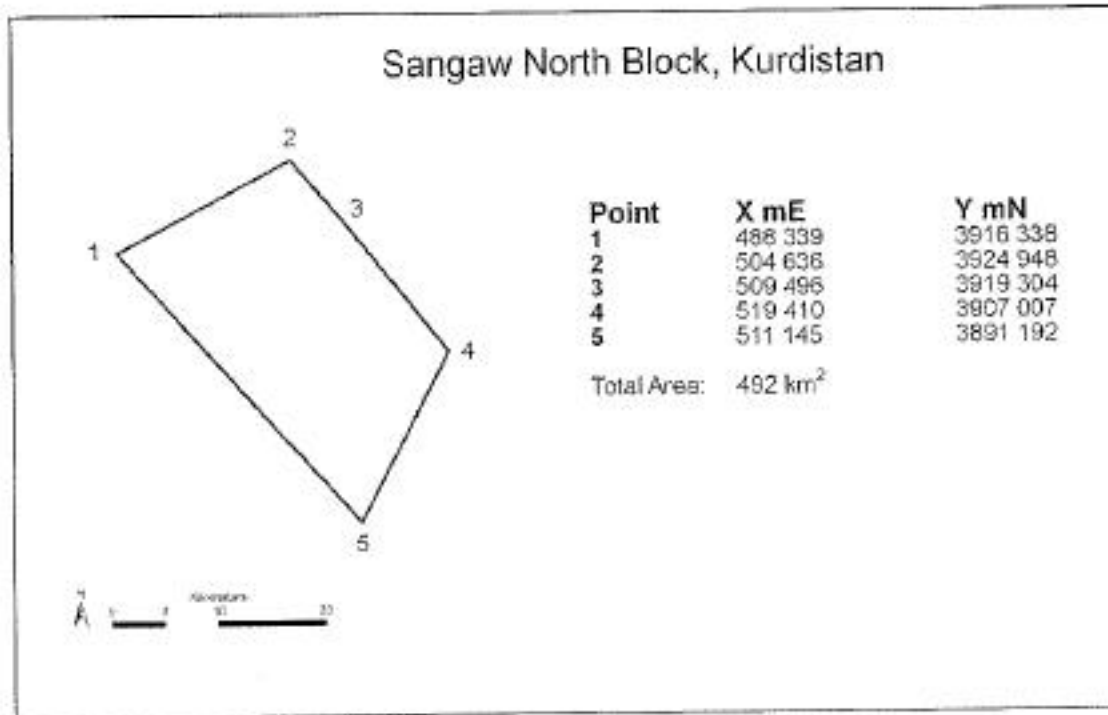 Sangaw North Block, Kurdistan
2
3
1
4
5
Point X mE Y mN
1 488 339 3916 338
2 504 636 3924 948
3 509 496 3919 304
4 519 410 3907 007
5 511 145 3891 192
Total Area: 492 km²